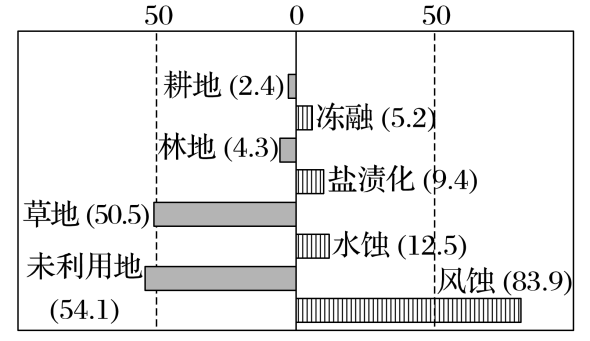 50 0 50
耕地 (2.4)
冻融 (5.2)
林地 (4.3)
盐渍化 (9.4)
草地 (50.5)
水蚀 (12.5)
未利用地
(54.1)
风蚀 (83.9)